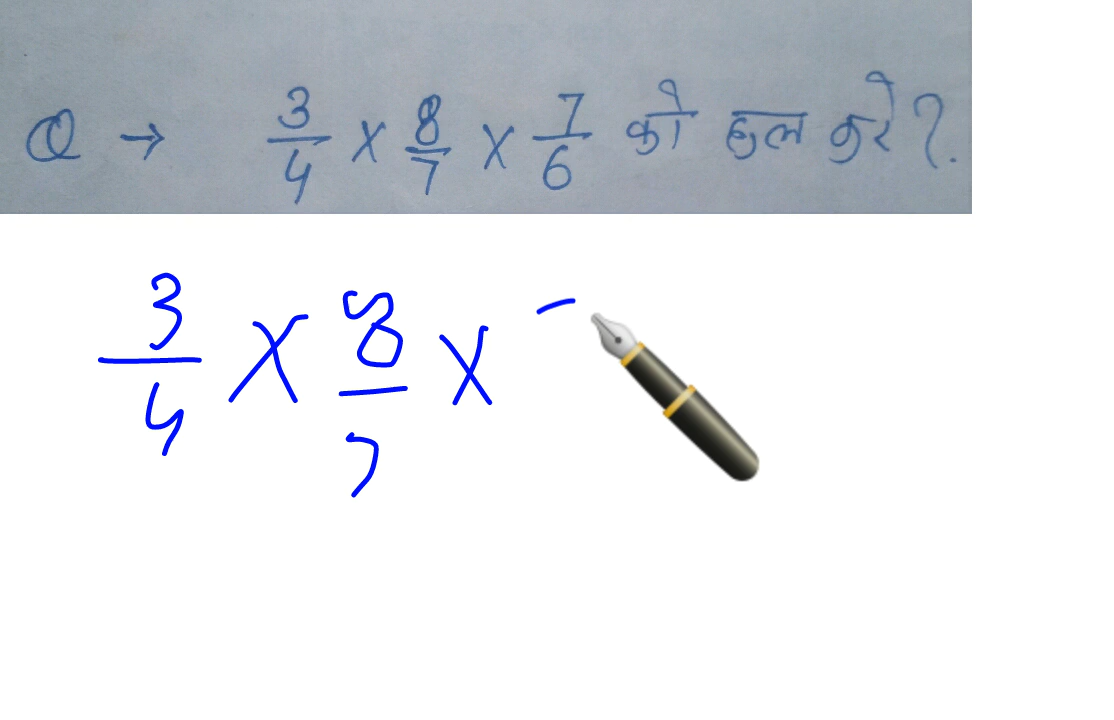 Q → 3/4 × 8/7 × 7/6 को हल करे?.
3/4 × 8/7 ×